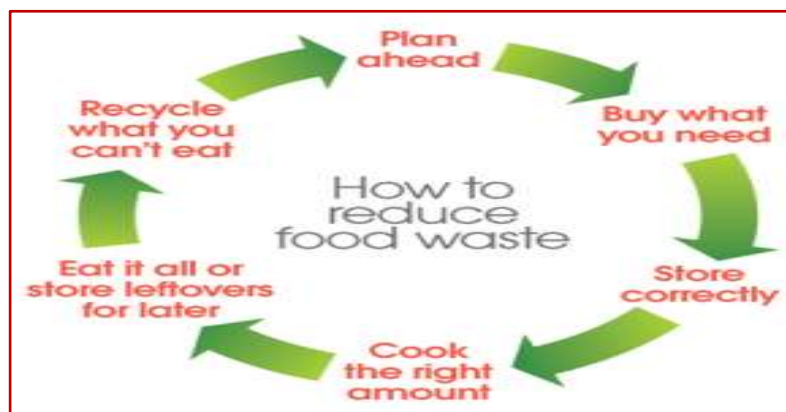 How to
reduce
food waste
Plan
ahead
Buy what
you need
Store
correctly
Cook
the right
amount
Eat it all or
store leftovers
for later
Recycle
what you
can't eat